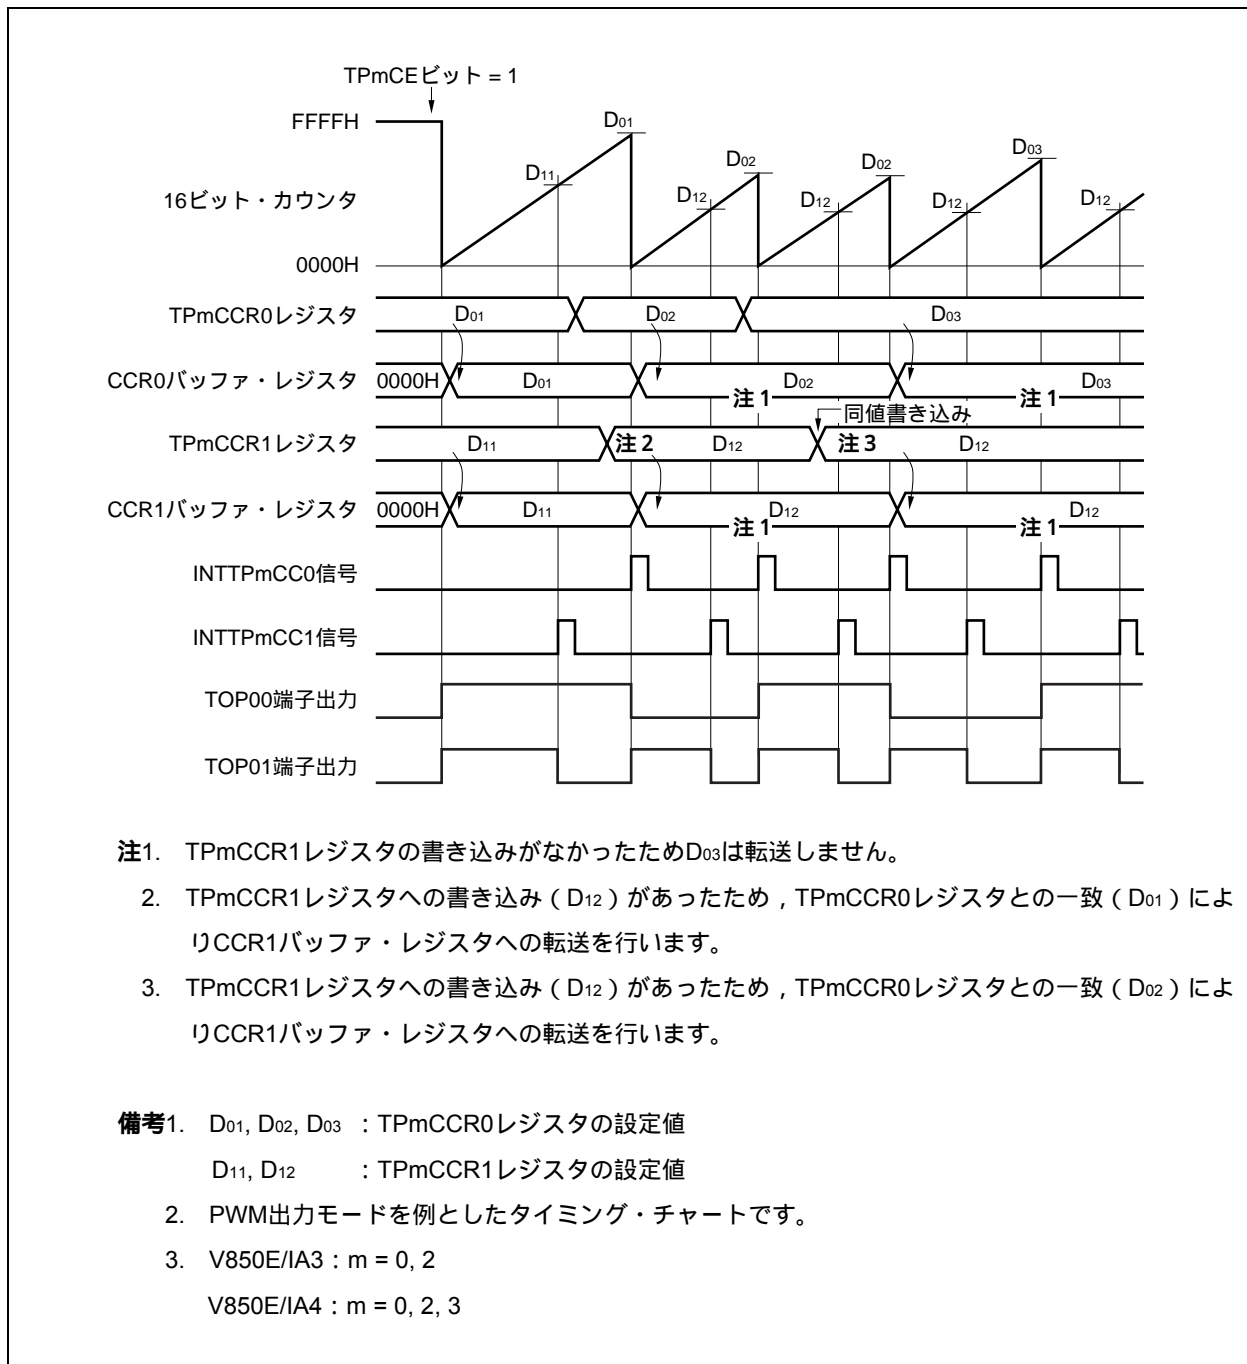 TPmCEビット = 1
FFFFH
D01
D11
D02
D12
D02
D12
D03
D12
D12
16ビット・カウンタ
0000H
TPmCCR0レジスタ
D01
D02
D03
CCR0バッファ・レジスタ
0000H
D01
D02
注1
D03
注1
同値書き込み
TPmCCR1レジスタ
D11
注2
D12
注3
D12
CCR1バッファ・レジスタ
0000H
D11
D12
注1
D12
注1
INTTPmCC0信号
INTTPmCC1信号
TOP00端子出力
TOP01端子出力
注1. TPmCCR1レジスタの書き込みがなかったためD03は転送しません。
2. TPmCCR1レジスタへの書き込み(D12)があったため,TPmCCR0レジスタとの一致(D01)によ
りCCR1バッファ・レジスタへの転送を行います。
3. TPmCCR1レジスタへの書き込み(D12)があったため,TPmCCR0レジスタとの一致(D02)によ
りCCR1バッファ・レジスタへの転送を行います。
備考1. D01, D02, D03 :TPmCCR0レジスタの設定値
D11, D12 :TPmCCR1レジスタの設定値
2. PWM出力モードを例としたタイミング・チャートです。
3. V850E/IA3:m = 0, 2
V850E/IA4:m = 0, 2, 3